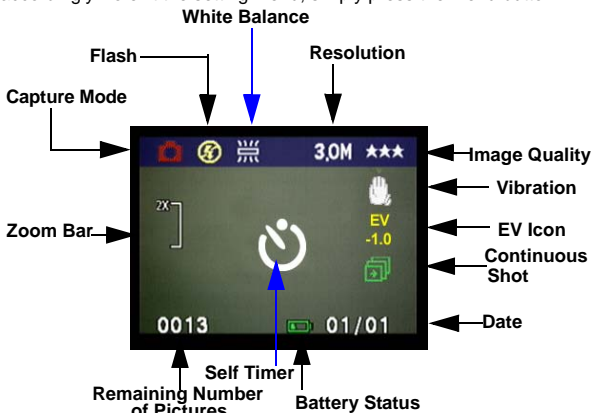 White Balance
Flash
Resolution
Capture Mode
3.0M ★★★
Image Quality
2X
Vibration
Zoom Bar
EV
-1.0
EV Icon
Continuous
Shot
0013
01/01
Date
Self Timer
Remaining Number
of Pictures
Battery Status